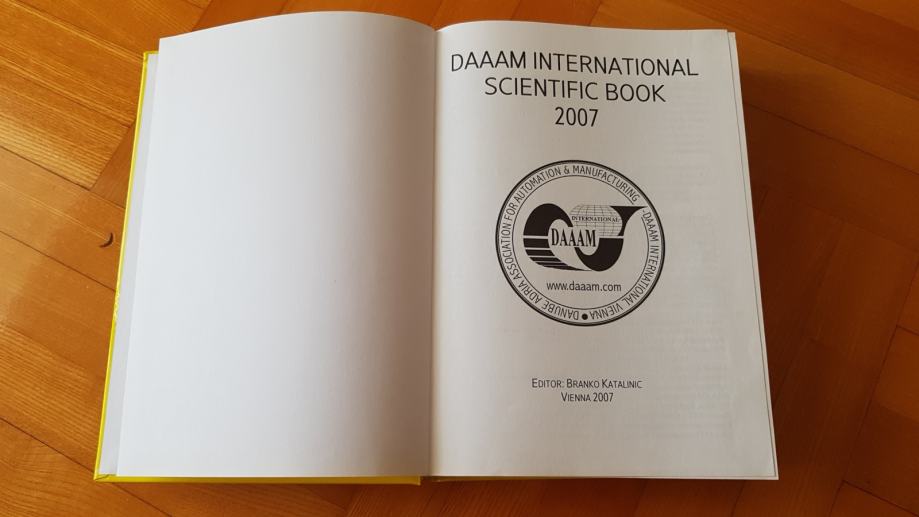 DAAAM INTERNATIONAL
SCIENTIFIC BOOK
2007
DANUBE ADRIA ASSOCIATION FOR AUTOMATION & MANUFACTURING
DAAAM INTERNATIONAL VIENNA
INTERNATIONAL
DAAAM
www.daaam.com
EDITOR: BRANKO KATALINIC
VIENNA 2007